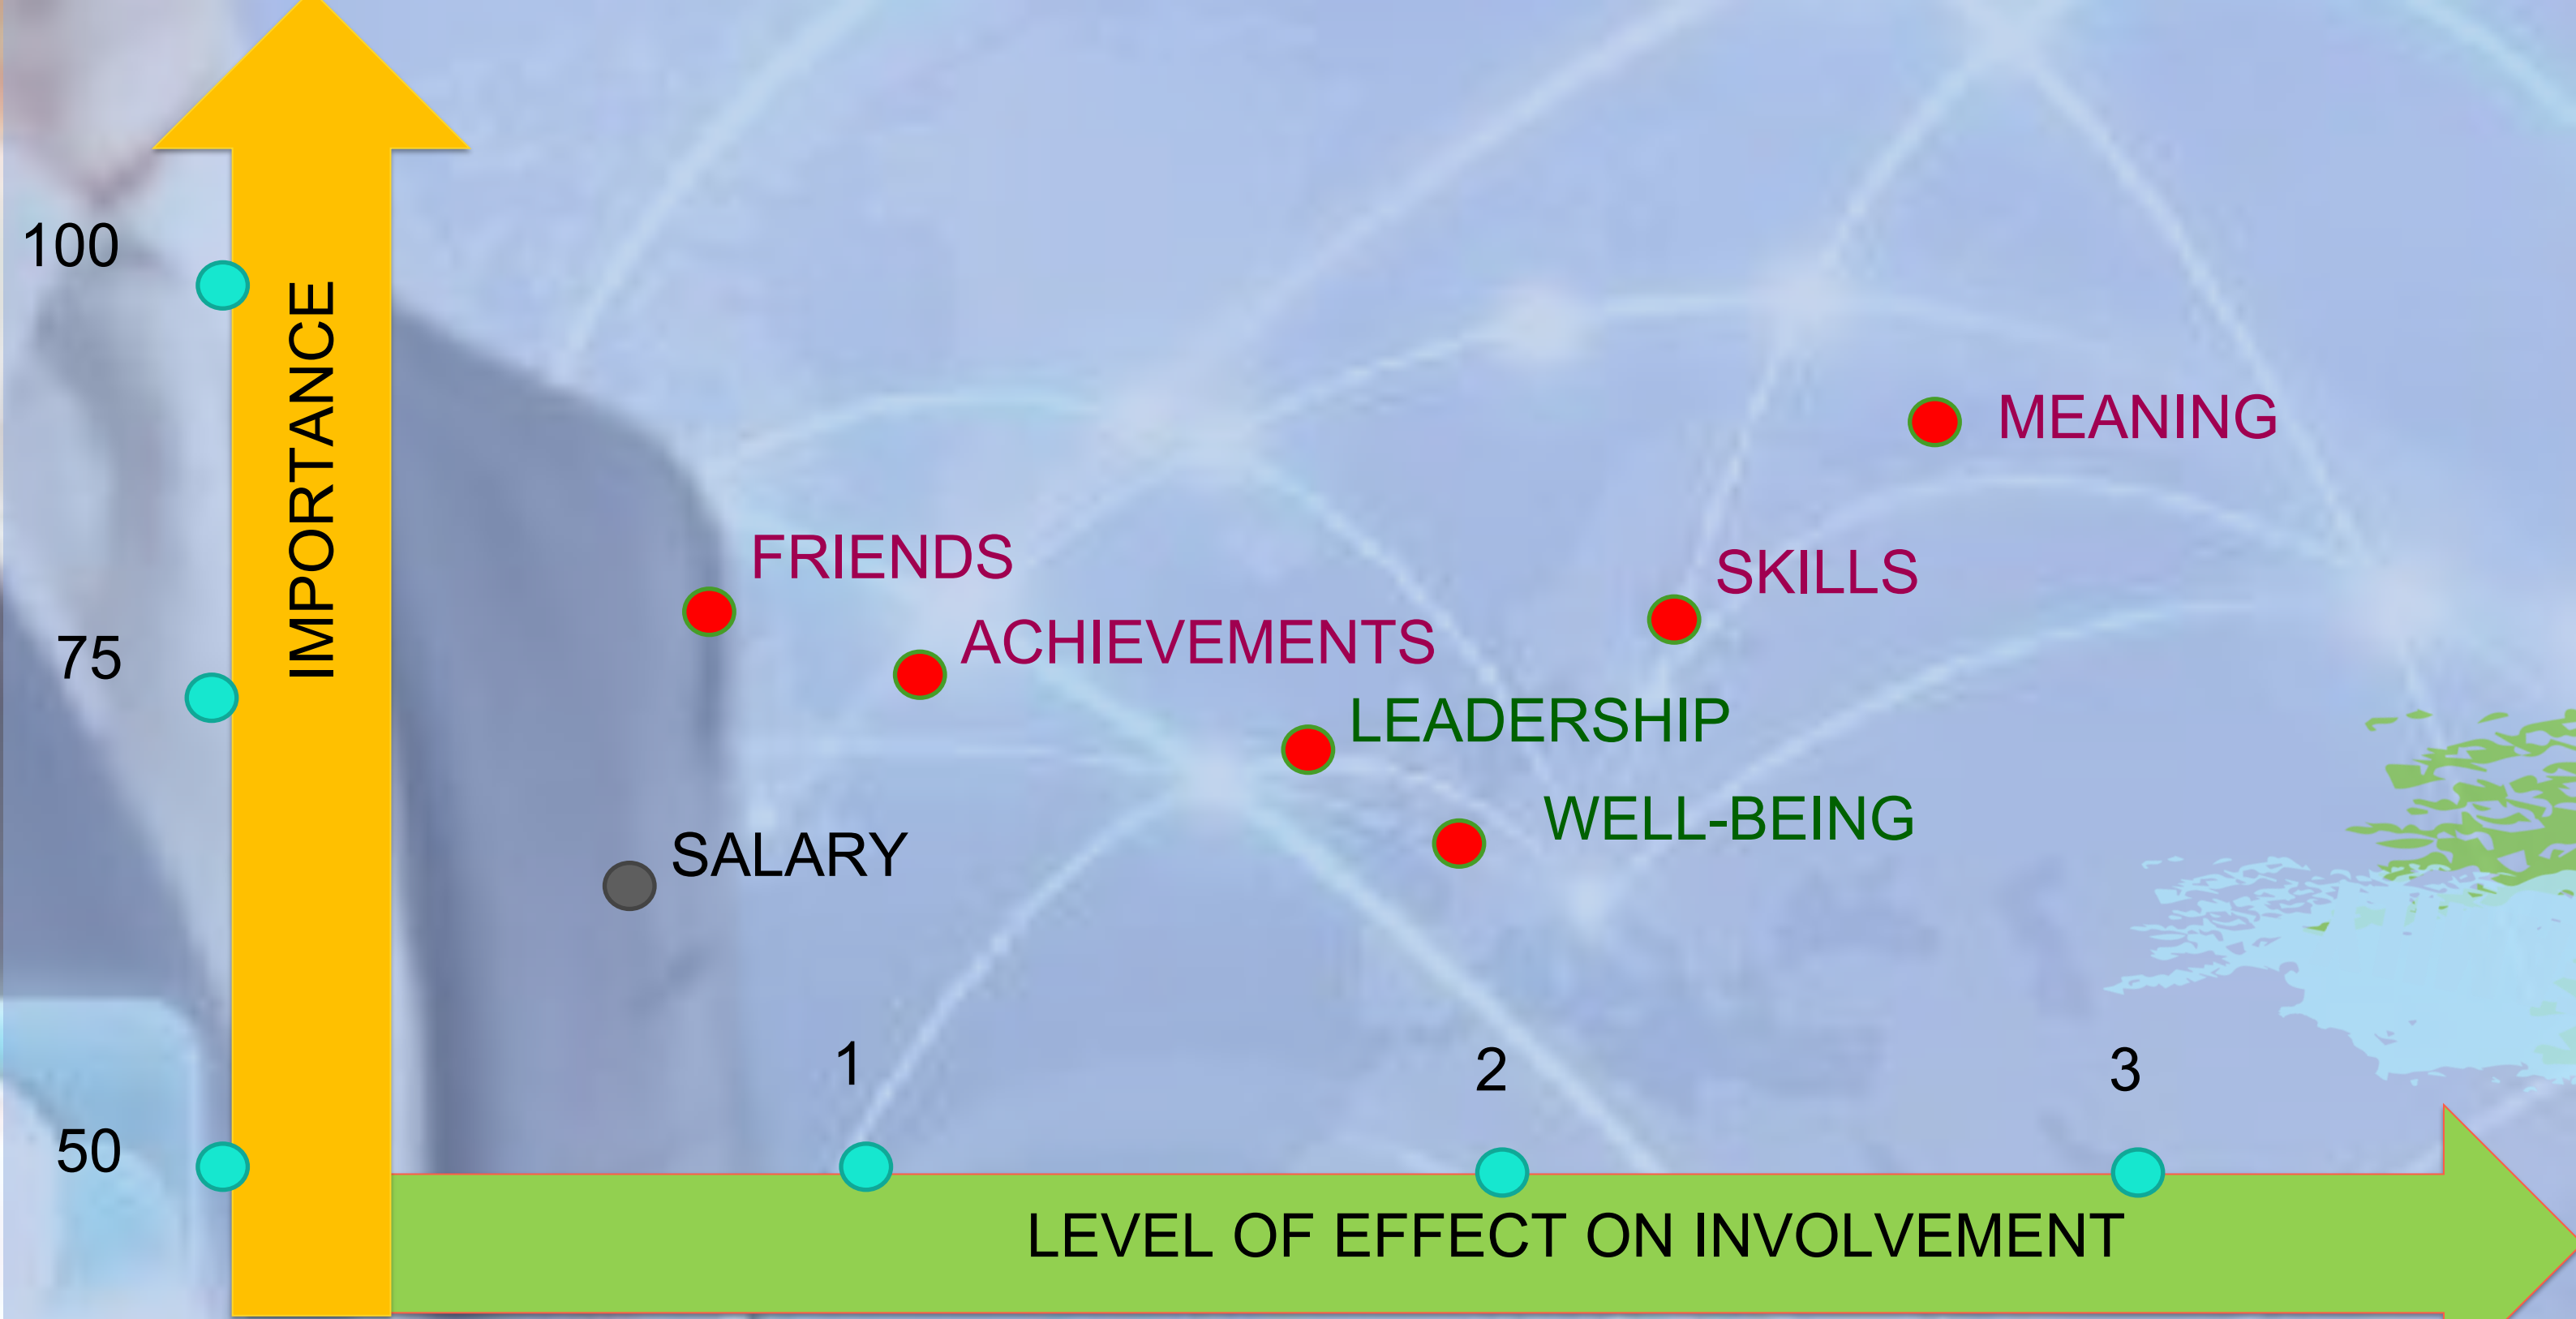 100
IMPORTANCE
MEANING
FRIENDS
SKILLS
ACHIEVEMENTS
75
LEADERSHIP
WELL-BEING
SALARY
1
2
3
50
LEVEL OF EFFECT ON INVOLVEMENT